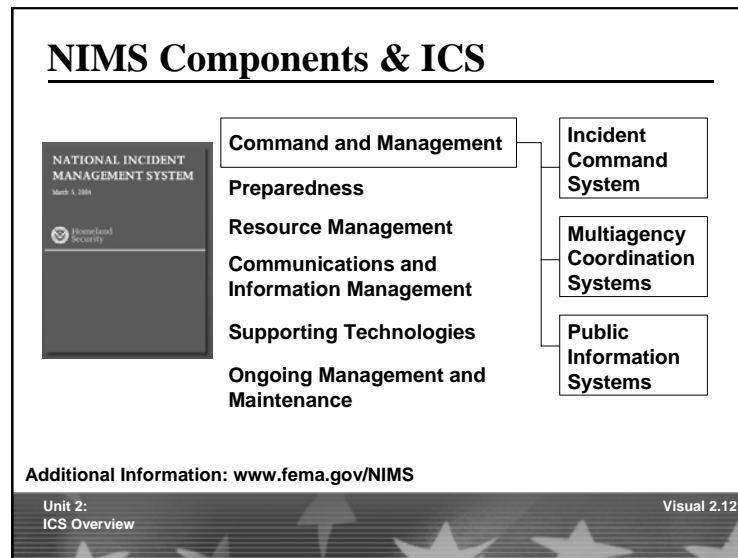 NIMS Components & ICS
NATIONAL INCIDENT
MANAGEMENT SYSTEM
March 5, 2004
Homeland
Security
Command and Management
Preparedness
Resource Management
Communications and
Information Management
Supporting Technologies
Ongoing Management and
Maintenance
Incident
Command
System
Multiagency
Coordination
Systems
Public
Information
Systems
Additional Information: www.fema.gov/NIMS
Unit 2:
ICS Overview
Visual 2.12